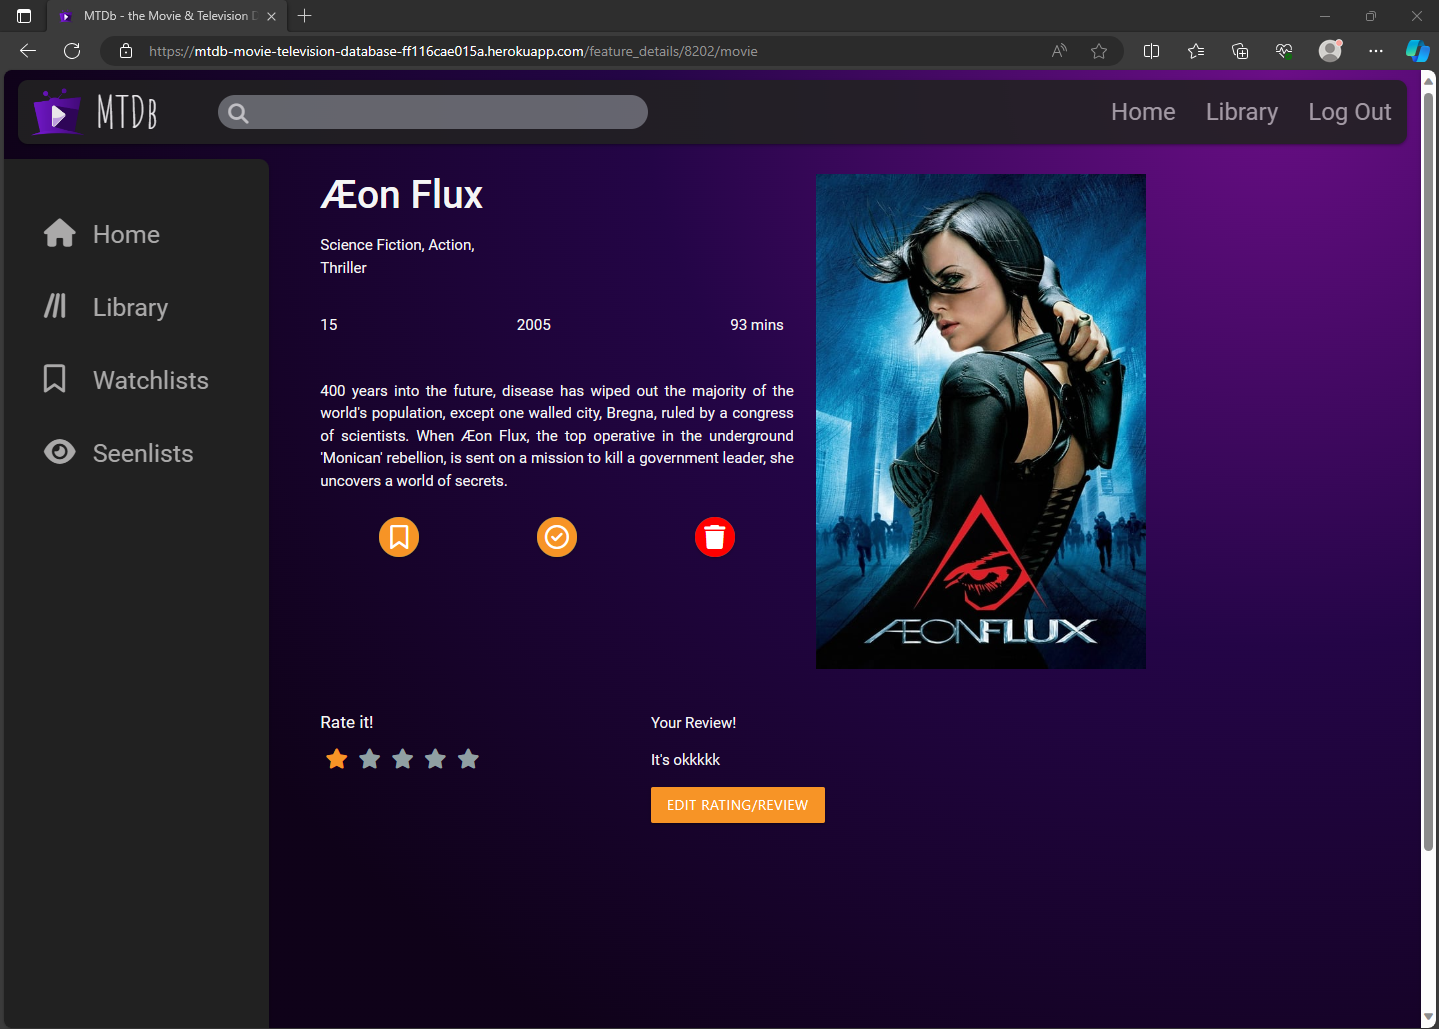 MTDb - the Movie & Television D
https://mtdb-movie-television-database-ff116cae015a.herokuapp.com/feature_details/8202/movie
MTDb
Home
Library
Log Out
Home
Library
Watchlists
Seenlists
Æon Flux
Science Fiction, Action,
Thriller
15
2005
93 mins
400 years into the future, disease has wiped out the majority of the
world's population, except one walled city, Bregna, ruled by a congress
of scientists. When Æon Flux, the top operative in the underground
'Monican' rebellion, is sent on a mission to kill a government leader, she
uncovers a world of secrets.
ÆONFLUX
Rate it!
Your Review!
It's okkkkk
EDIT RATING/REVIEW